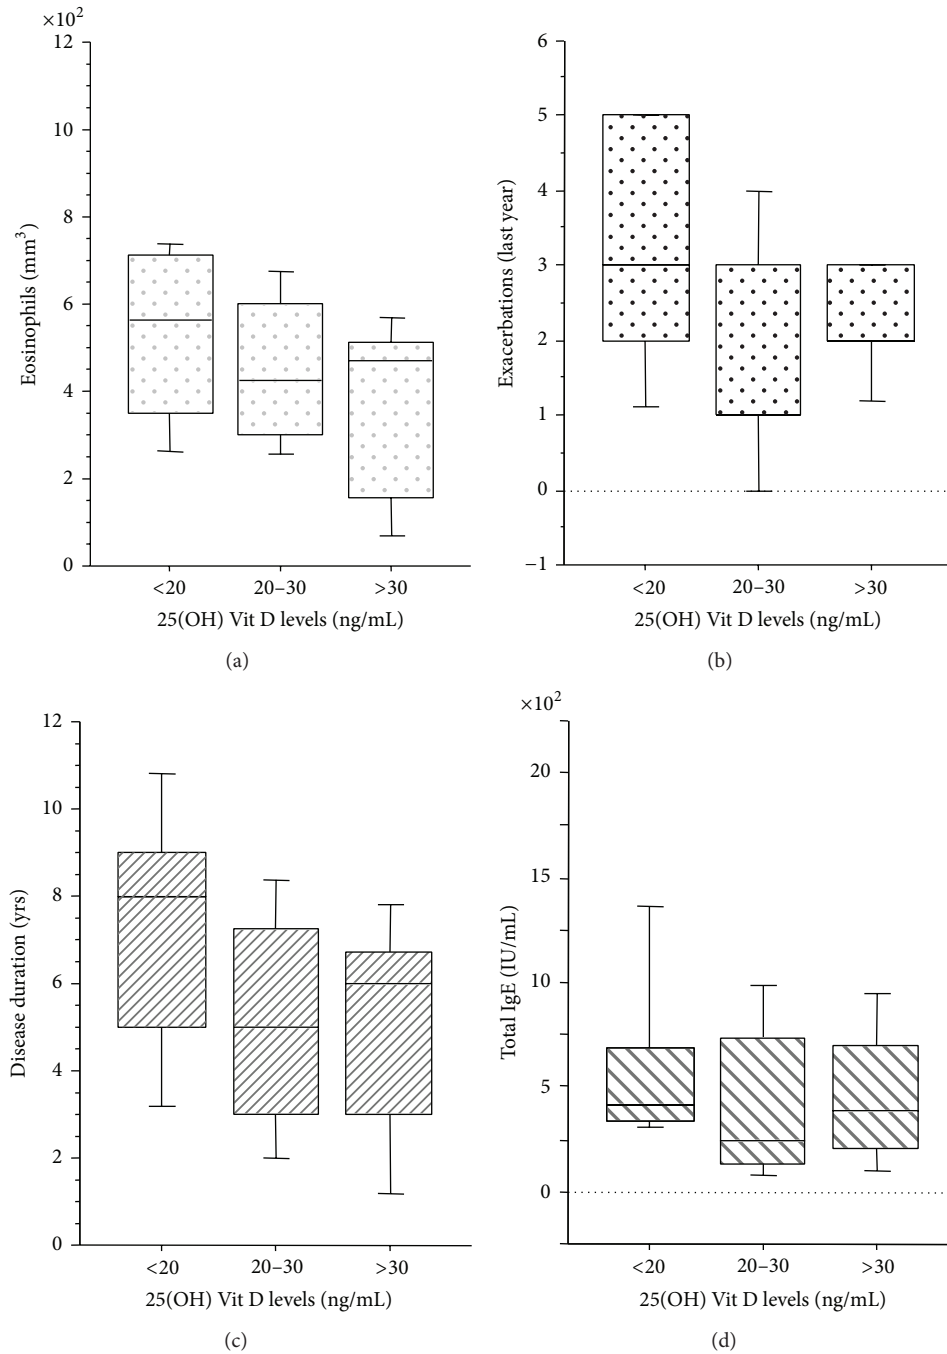 ×10²
12
10
8
6
4
2
0
Eosinophils (mm³)
<20 20–30 >30
25(OH) Vit D levels (ng/mL)
(a)
6
5
4
3
2
1
0
−1
Exacerbations (last year)
<20 20–30 >30
25(OH) Vit D levels (ng/mL)
(b)
12
10
8
6
4
2
0
Disease duration (yrs)
<20 20–30 >30
25(OH) Vit D levels (ng/mL)
(c)
×10²
20
15
10
5
0
Total IgE (IU/mL)
<20 20–30 >30
25(OH) Vit D levels (ng/mL)
(d)